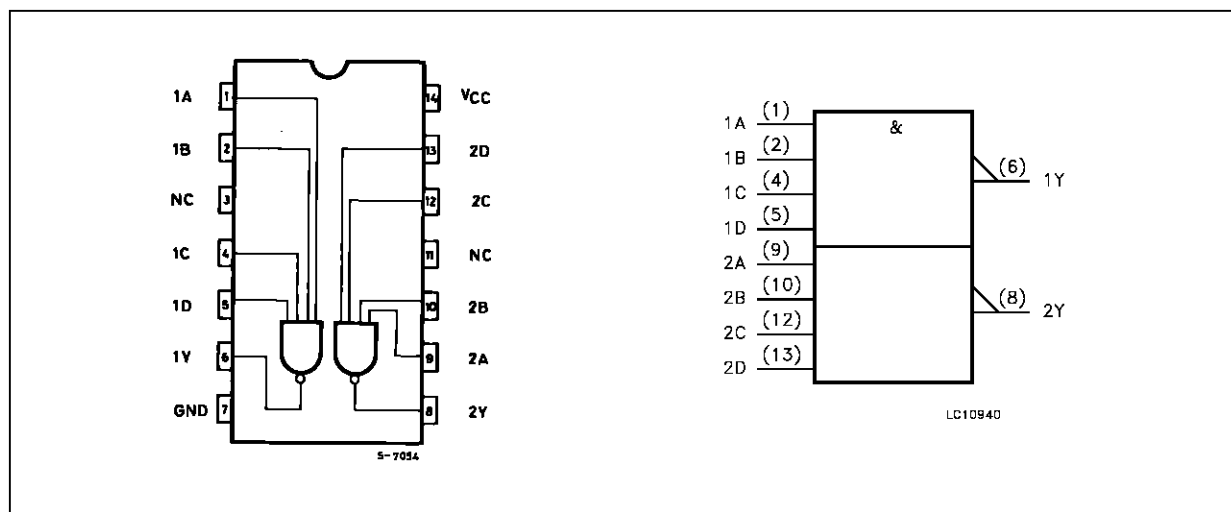 1A 1 14 VCC
1B 2 13 2D
NC 3 12 2C
1C 4 11 NC
1D 5 10 2B
1Y 6 9 2A
GND 7 8 2Y
S-7054
&
1A (1)
1B (2)
1C (4)
1D (5)
2A (9)
2B (10)
2C (12)
2D (13)
(6) 1Y
(8) 2Y
LC10940